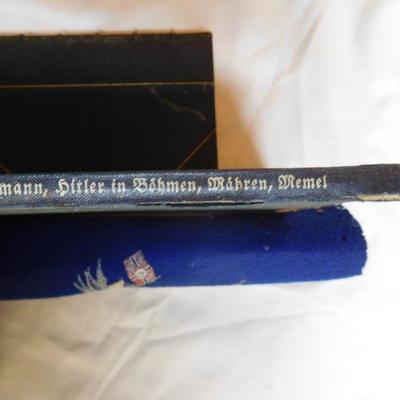 mann, Hitler in Böhmen, Mähren, Memel